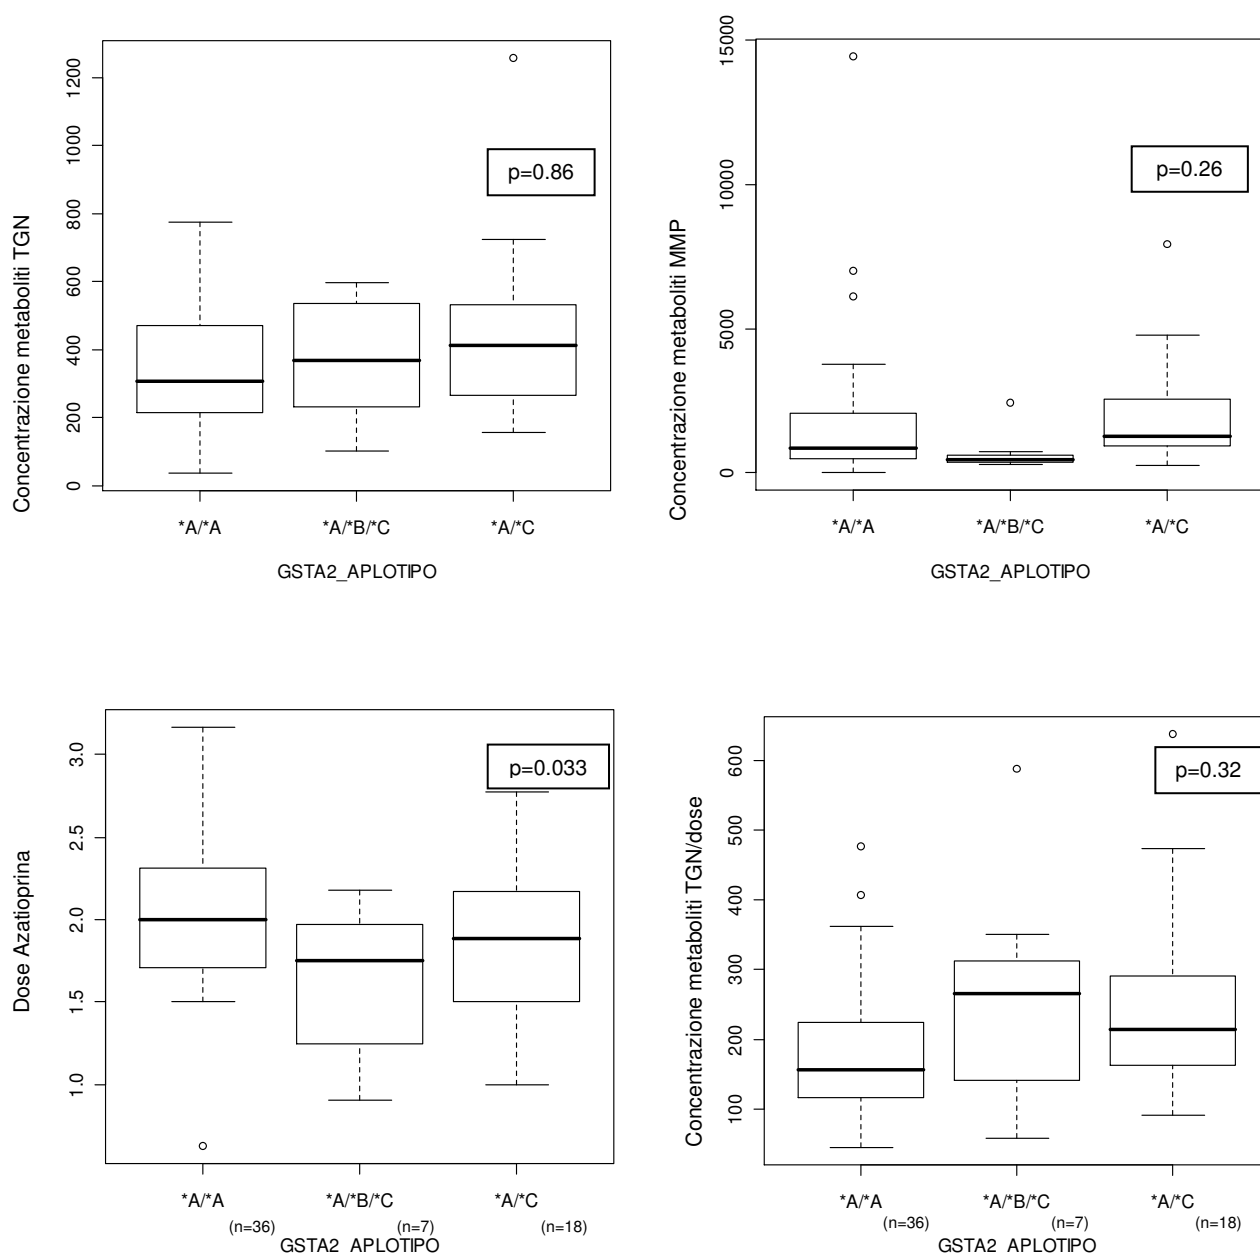 Concentrazione metaboliti TGN
1200
1000
800
600
400
200
0
p=0.86
*A/*A
*A/*B/*C
*A/*C
GSTA2_APLOTIPO
Concentrazione metaboliti MMP
15000
10000
5000
0
p=0.26
*A/*A
*A/*B/*C
*A/*C
GSTA2_APLOTIPO
Dose Azatioprina
3.0
2.5
2.0
1.5
1.0
p=0.033
*A/*A
*A/*B/*C
*A/*C
(n=36)
(n=7)
(n=18)
GSTA2_APLOTIPO
Concentrazione metaboliti TGN/dose
600
500
400
300
200
100
p=0.32
*A/*A
*A/*B/*C
*A/*C
(n=36)
(n=7)
(n=18)
GSTA2_APLOTIPO